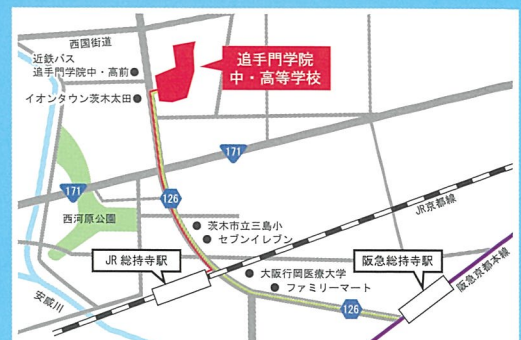 西国街道
近鉄バス
追手門学院中・高前
イオンタウン茨木太田
追手門学院
中・高等学校
171
171
126
西河原公園
茨木市立三島小
セブンイレブン
JR京都線
JR総持寺駅
阪急総持寺駅
大阪行岡医療大学
ファミリーマート
126
安威川
阪急京都本線